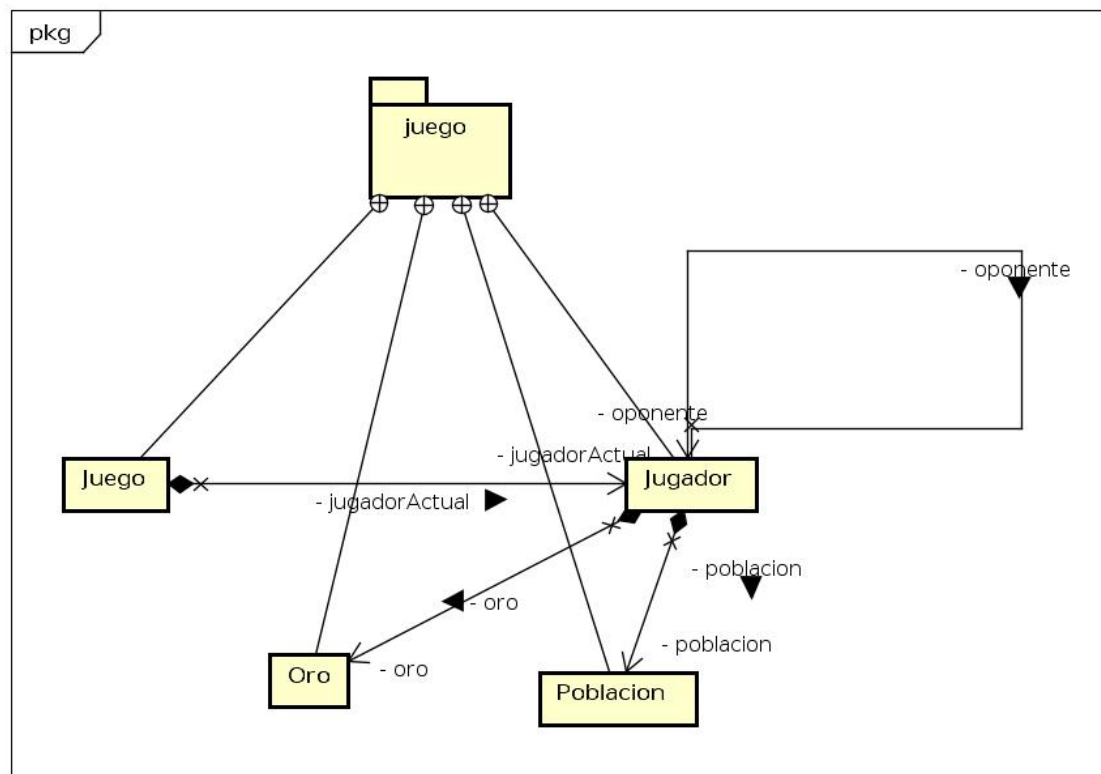 pkg
juego
- oponente
- oponente
- jugadorActual
Juego
Jugador
- jugadorActual
- poblacion
- oro
- poblacion
- oro
Oro
Poblacion